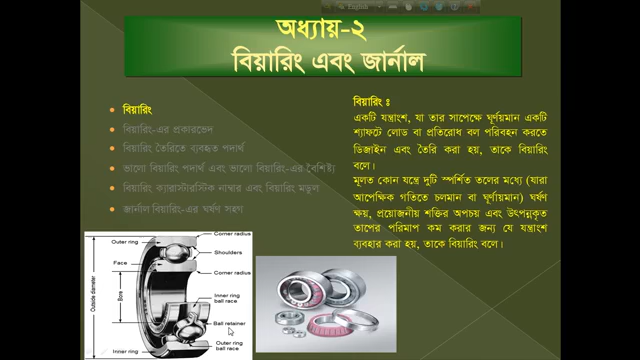 English
অধ্যায়-২
বিয়ারিং এবং জার্নাল
বিয়ারিং
বিয়ারিং-এর প্রকারভেদ
বিয়ারিং তৈরিতে ব্যবহৃত পদার্থ
ভালো বিয়ারিং পদার্থ এবং ভালো বিয়ারিং-এর বৈশিষ্ট্য
বিয়ারিং ক্যারাস্টারস্টিক নাম্বার এবং বিয়ারিং মডুল
জার্নাল বিয়ারিং-এর ঘর্ষণ সহগ
বিয়ারিং ঃ
একটি যন্ত্রাংশ, যা তার সাপেক্ষে ঘূর্ণয়মান একটি
শ্যাফটে লোড বা প্রতিরোধ বল পরিবহন করতে
ডিজাইন এবং তৈরি করা হয়, তাকে বিয়ারিং
বলে।
মূলত কোন যন্ত্রে দুটি স্পর্শিত তলের মধ্যে (যারা
আপেক্ষিক গতিতে চলমান বা ঘূর্ণায়মান) ঘর্ষণ
ক্ষয়, প্রয়োজনীয় শক্তির অপচয় এবং উৎপন্নকৃত
তাপের পরিমাপ কম করার জন্য যে যন্ত্রাংশ
ব্যবহার করা হয়, তাকে বিয়ারিং বলে।
Corner radius
Outer ring
Shoulders
Face
Corner radius
Outside diameter
Bore
Inner ring
ball race
Ball retainer
Outer ring
ball race
Inner ring